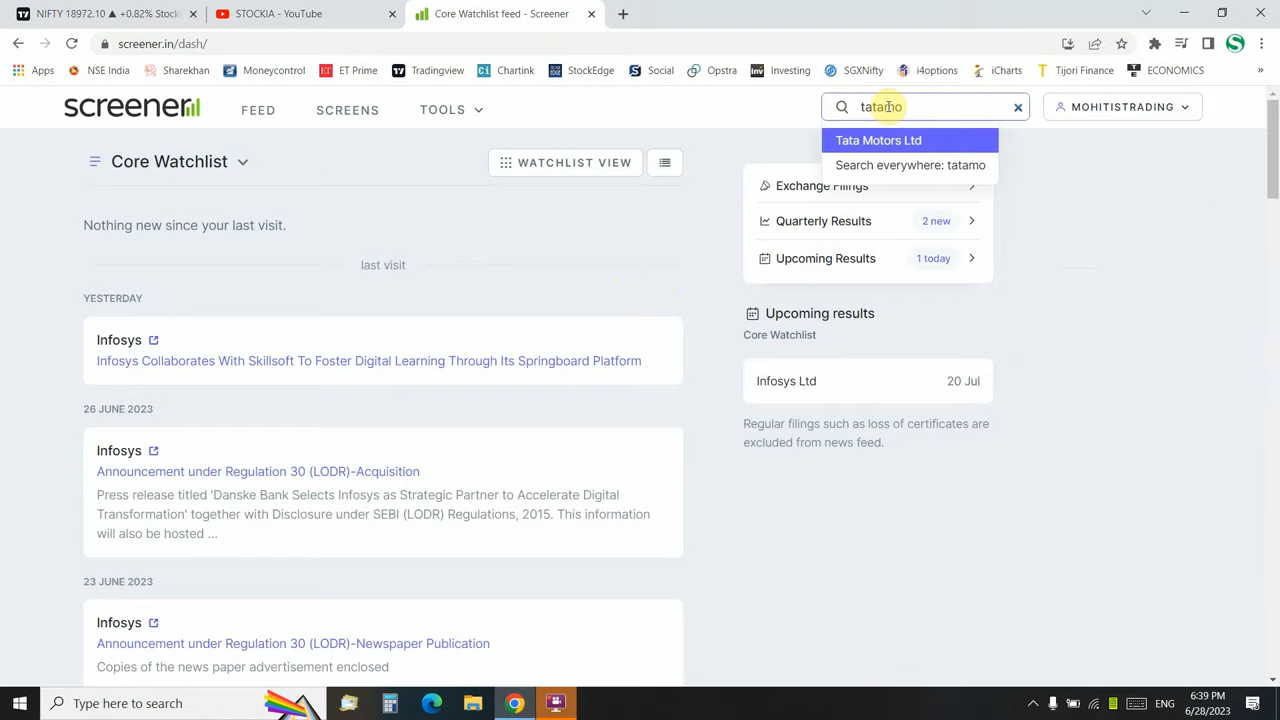 NIFTY 18972.10 ▲ +0.82% Stockl
STOCKIA - YouTube
Core Watchlist feed - Screener
screener.in/dash/
Apps
NSE India
Sharekhan
Moneycontrol
ET Prime
Tradingview
Chartink
StockEdge
Social
Opstra
Investing
SGXNifty
i4options
iCharts
Tijori Finance
ECONOMICS
»
screener
FEED
SCREENS
TOOLS
tatamo
MOHITISTRADING
Tata Motors Ltd
Search everywhere: tatamo
Core Watchlist
WATCHLIST VIEW
Nothing new since your last visit.
last visit
YESTERDAY
Infosys
Infosys Collaborates With Skillsoft To Foster Digital Learning Through Its Springboard Platform
26 JUNE 2023
Infosys
Announcement under Regulation 30 (LODR)-Acquisition
Press release titled 'Danske Bank Selects Infosys as Strategic Partner to Accelerate Digital
Transformation' together with Disclosure under SEBI (LODR) Regulations, 2015. This information
will also be hosted ...
23 JUNE 2023
Infosys
Announcement under Regulation 30 (LODR)-Newspaper Publication
Copies of the news paper advertisement enclosed
Exchange Filings
Quarterly Results 2 new
Upcoming Results 1 today
Upcoming results
Core Watchlist
Infosys Ltd 20 Jul
Regular filings such as loss of certificates are
excluded from news feed.
Type here to search
ENG
6:39 PM
6/28/2023